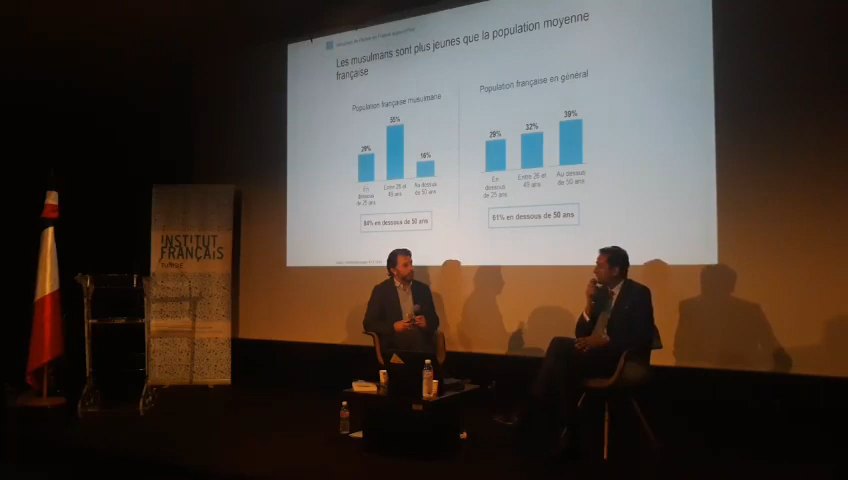 Les musulmans sont plus jeunes que la population moyenne
française
Population française musulmane
Population française en général
29%
55%
16%
29%
32%
39%
En
dessous
de 25 ans
Entre 26 et
49 ans
Au dessus
de 50 ans
En
dessous
de 25 ans
Entre 26 et
49 ans
Au dessus
de 50 ans
84% en dessous de 50 ans
61% en dessous de 50 ans
INSTITUT
FRANÇAIS
TUNISIE